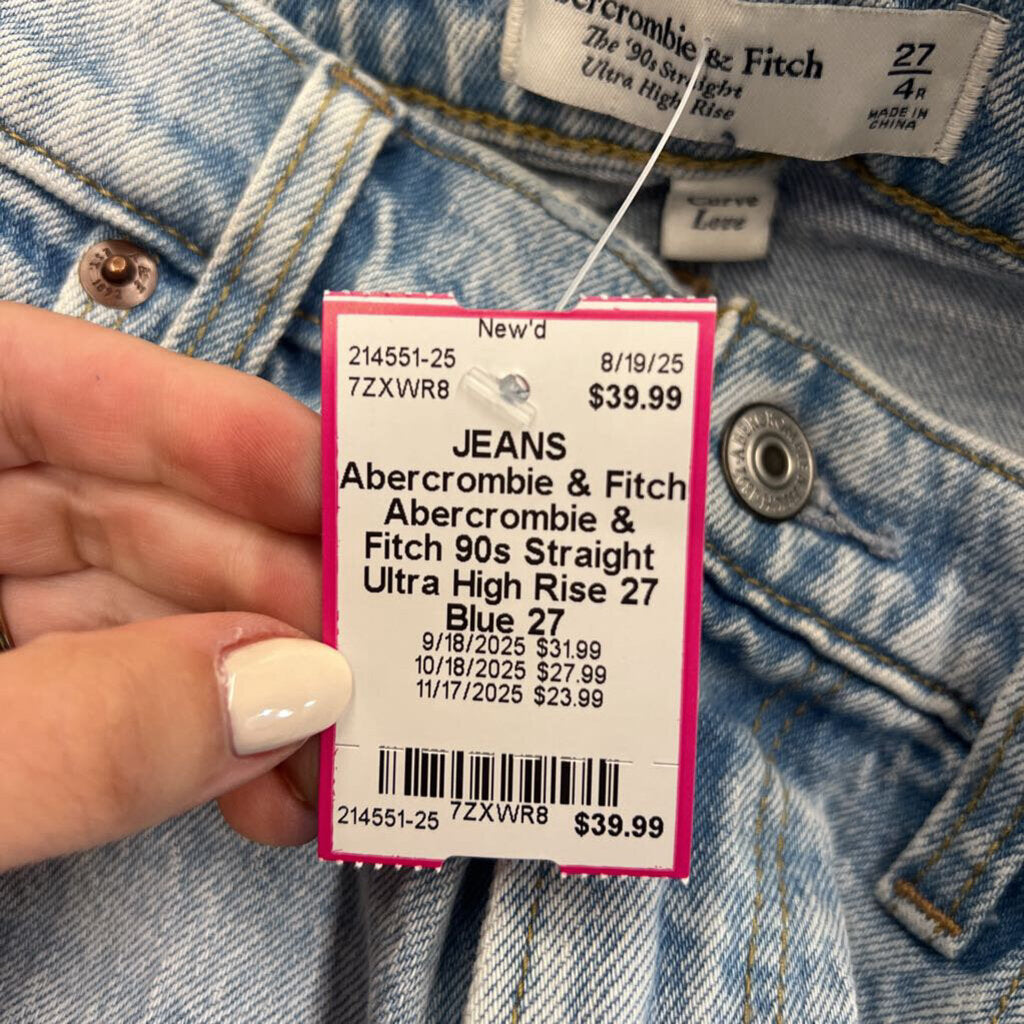 Abercrombie & Fitch
The '90s Straight
Ultra High Rise
27
4R
MADE IN
CHINA
Curve
Love
New'd
214551-25 8/19/25
7ZXWR8 $39.99
JEANS
Abercrombie & Fitch
Abercrombie &
Fitch 90s Straight
Ultra High Rise 27
Blue 27
9/18/2025 $31.99
10/18/2025 $27.99
11/17/2025 $23.99
214551-25 7ZXWR8 $39.99